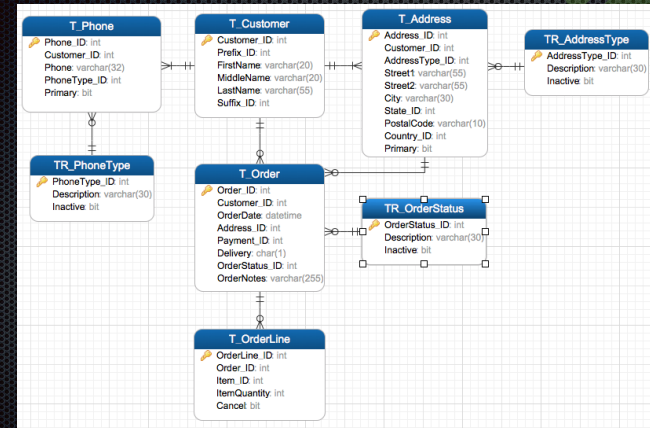 T_Phone
Phone_ID: int
Customer_ID: int
Phone: varchar(32)
PhoneType_ID: int
Primary: bit
T_Customer
Customer_ID: int
Prefix_ID: int
FirstName: varchar(20)
MiddleName: varchar(20)
LastName: varchar(55)
Suffix_ID: int
T_Address
Address_ID: int
Customer_ID: int
AddressType_ID: int
Street1: varchar(55)
Street2: varchar(55)
City: varchar(30)
State_ID: int
PostalCode: varchar(10)
Country_ID: int
Primary: bit
TR_AddressType
AddressType_ID: int
Description: varchar(30)
Inactive: bit
TR_PhoneType
PhoneType_ID: int
Description: varchar(30)
Inactive: bit
T_Order
Order_ID: int
Customer_ID: int
OrderDate: datetime
Address_ID: int
Payment_ID: int
Delivery: char(1)
OrderStatus_ID: int
OrderNotes: varchar(255)
TR_OrderStatus
OrderStatus_ID: int
Description: varchar(30)
Inactive: bit
T_OrderLine
OrderLine_ID: int
Order_ID: int
Item_ID: int
ItemQuantity: int
Cancel: bit